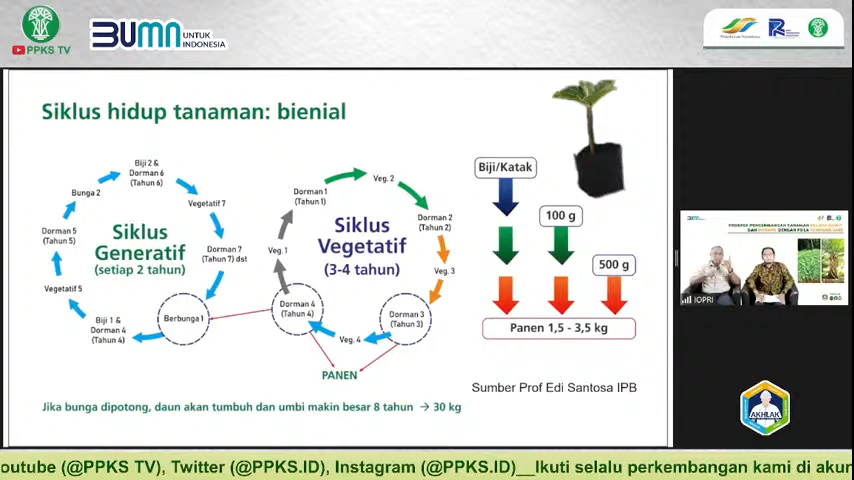 PPKS TV
BUMN UNTUK INDONESIA
Siklus hidup tanaman: bienial
Siklus Generatif
(setiap 2 tahun)
Biji 2 &
Dorman 6
(Tahun 6)
Vegetatif 7
Dorman 7
(Tahun 7) dst
Berbunga 1
Biji 1 &
Dorman 4
(Tahun 4)
Vegetatif 5
Dorman 5
(Tahun 5)
Bunga 2
Siklus Vegetatif
(3-4 tahun)
Dorman 1
(Tahun 1)
Veg. 2
Dorman 2
(Tahun 2)
Veg. 3
Dorman 3
(Tahun 3)
Veg. 4
Dorman 4
(Tahun 4)
Veg. 1
PANEN
Biji/Katak
100 g
500 g
Panen 1,5 - 3,5 kg
Sumber Prof Edi Santosa IPB
Jika bunga dipotong, daun akan tumbuh dan umbi makin besar 8 tahun → 30 kg
IOPRI
AKHLAK
outube (@PPKS TV), Twitter (@PPKS.ID), Instagram (@PPKS.ID)__Ikuti selalu perkembangan kami di akun